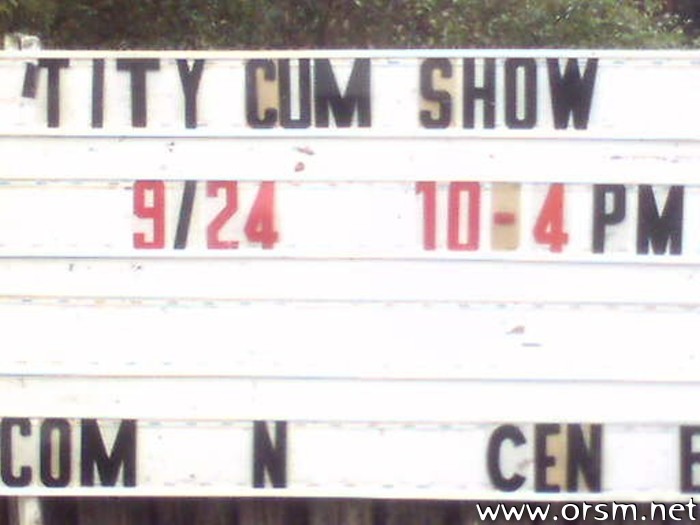 TITY CUM SHOW
9/24 10-4 PM
COM N CEN E
www.orsm.net